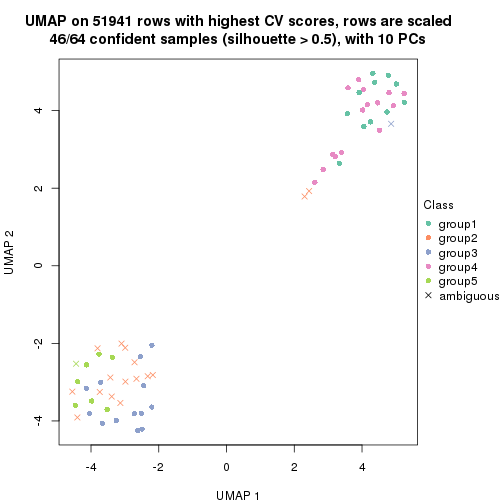 UMAP on 51941 rows with highest CV scores, rows are scaled
46/64 confident samples (silhouette > 0.5), with 10 PCs
4
2
0
-2
-4
UMAP 2
-4
-2
0
2
4
UMAP 1
Class
group1
group2
group3
group4
group5
ambiguous